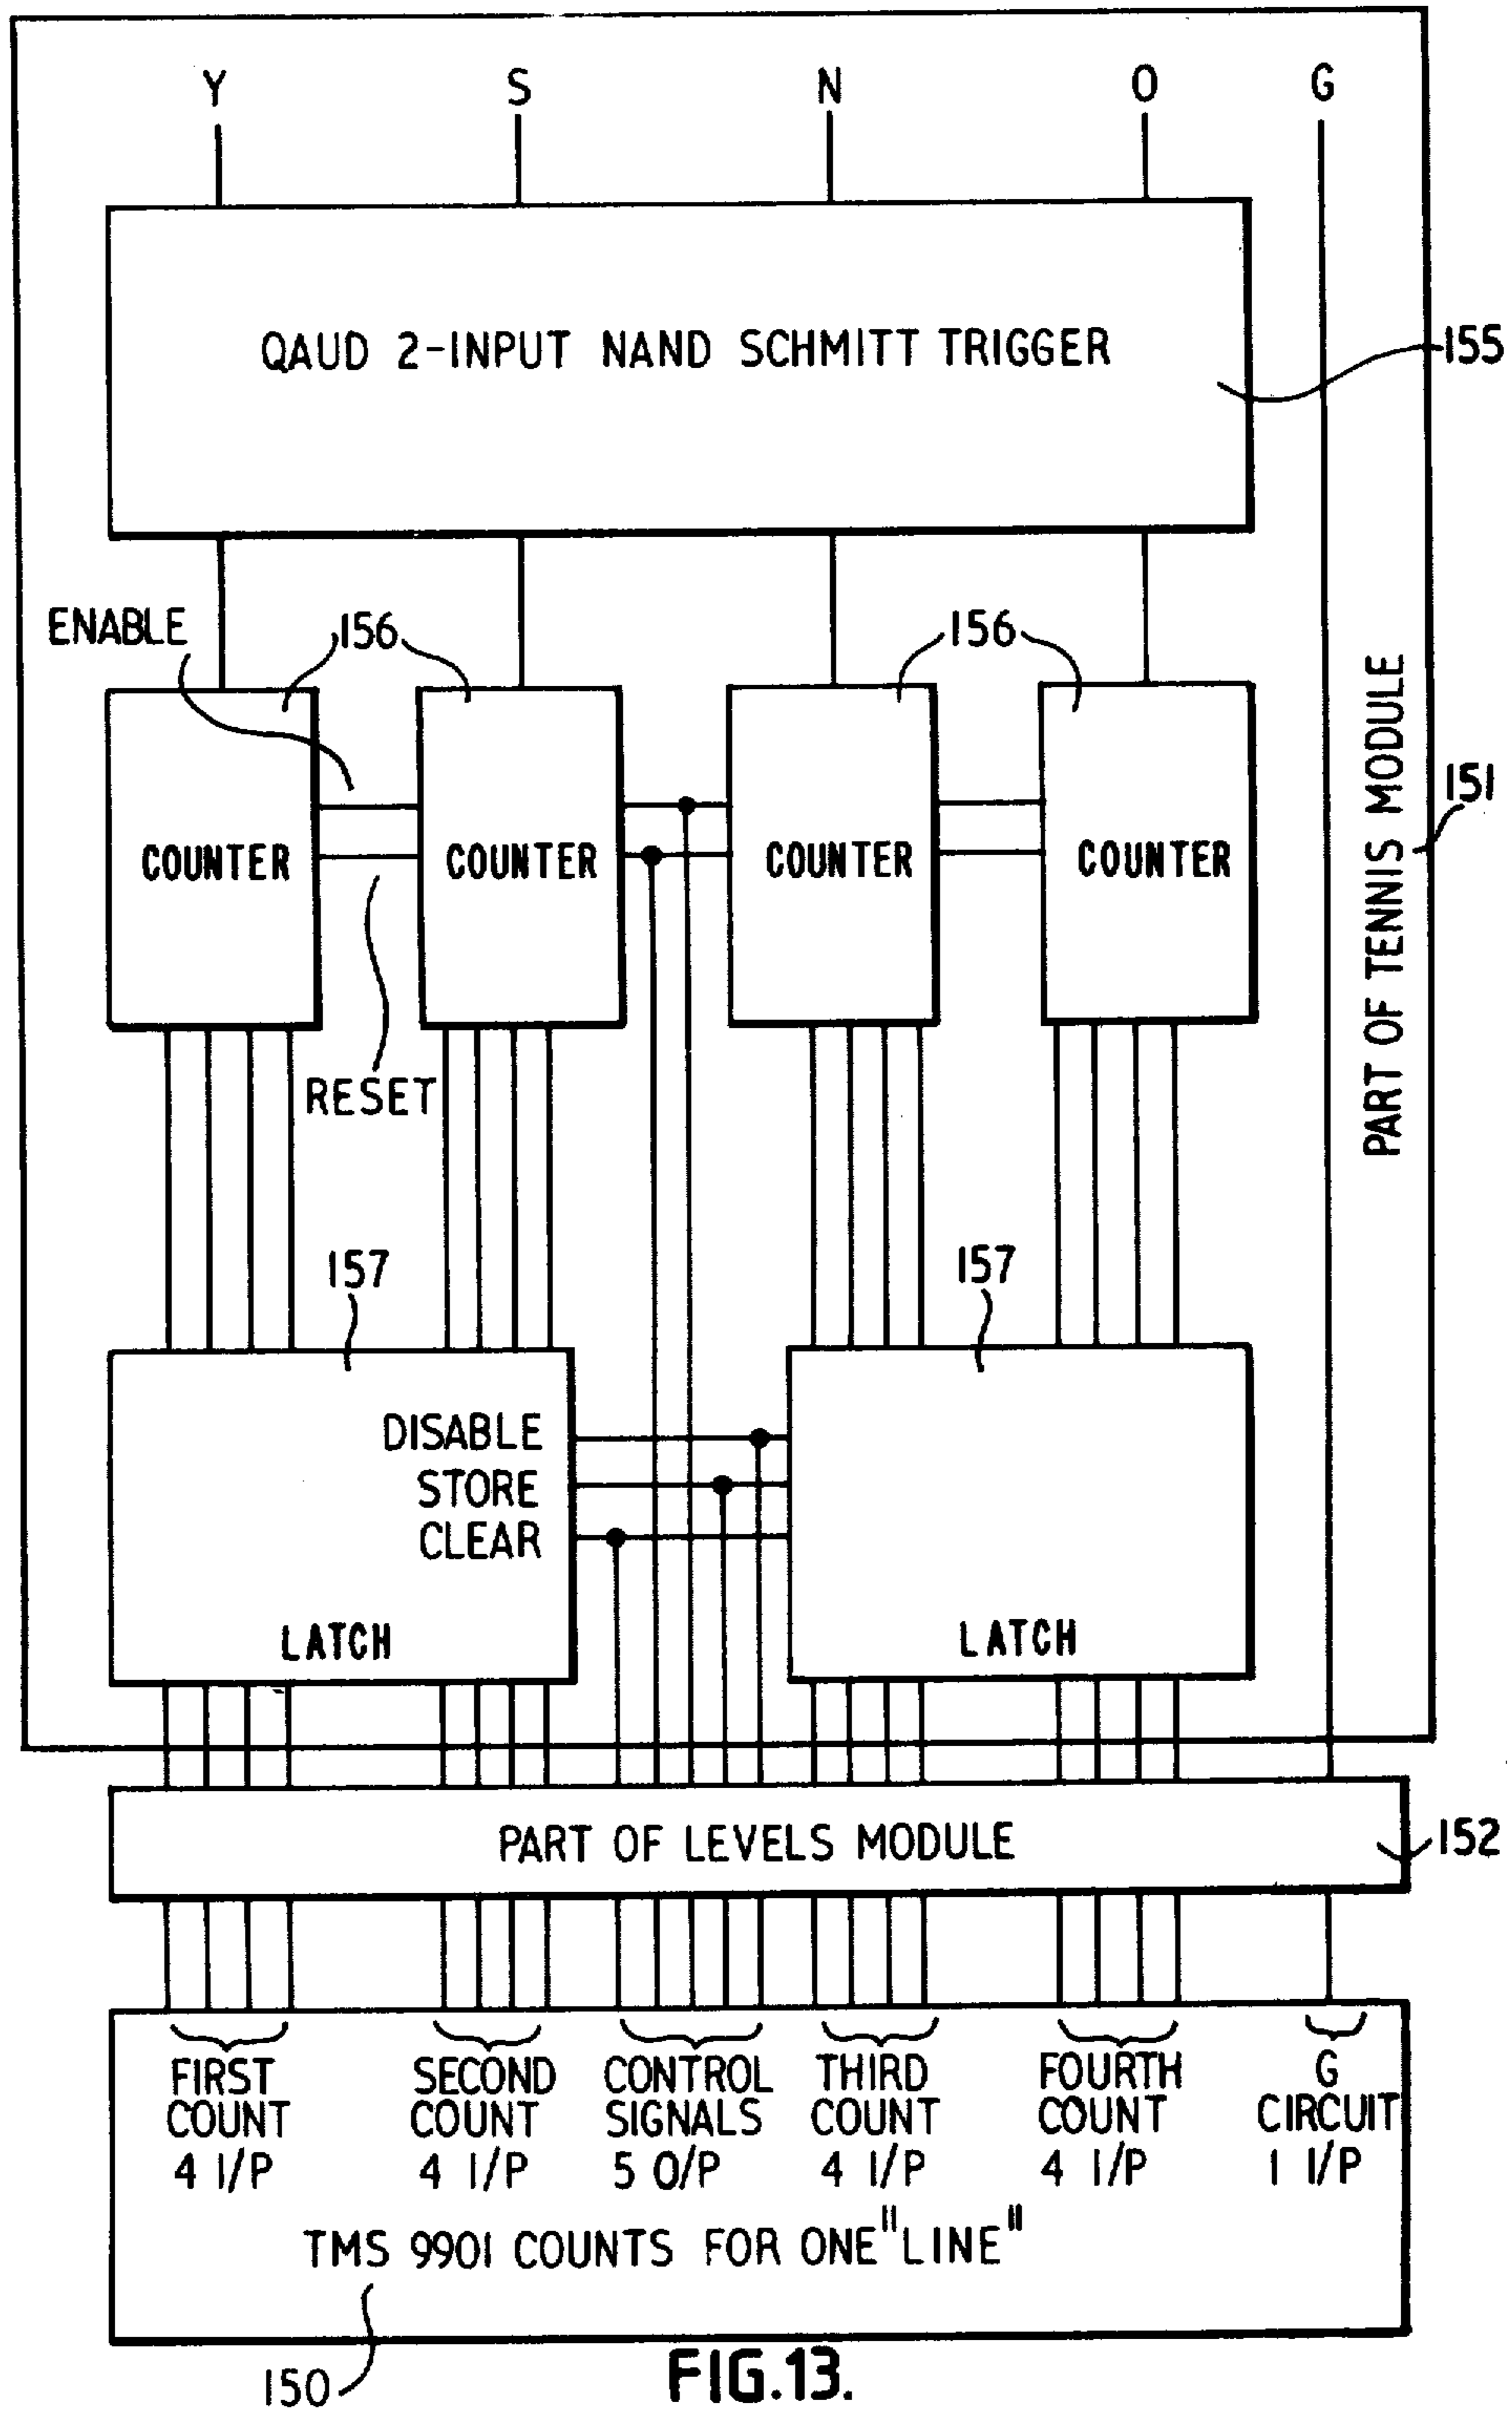 Y S N O G
QAUD 2-INPUT NAND SCHMITT TRIGGER
155
ENABLE
156
156
PART OF TENNIS MODULE
151
COUNTER COUNTER COUNTER COUNTER
RESET
157
157
DISABLE
STORE
CLEAR
LATCH
LATCH
PART OF LEVELS MODULE
152
FIRST COUNT 4 I/P
SECOND COUNT 4 I/P
CONTROL SIGNALS 5 O/P
THIRD COUNT 4 I/P
FOURTH COUNT 4 I/P
G CIRCUIT 1 I/P
TMS 9901 COUNTS FOR ONE "LINE"
150
FIG.13.